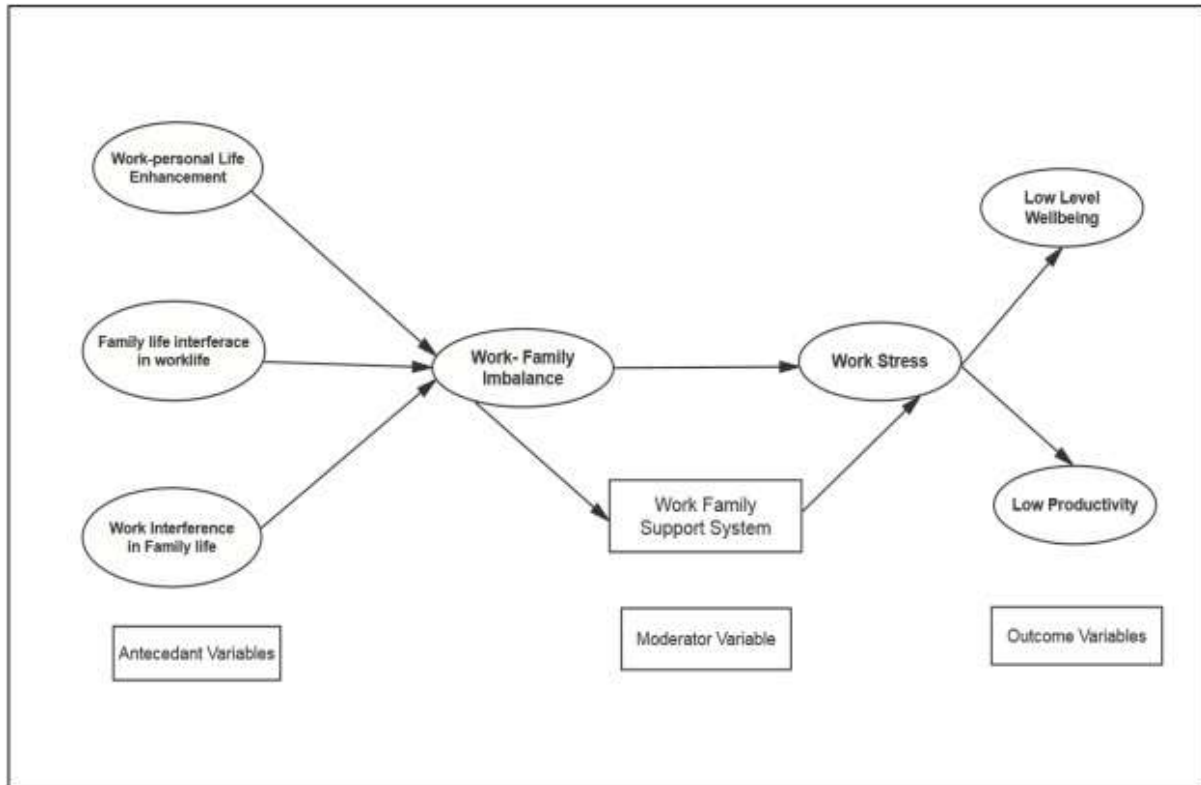 Work-personal Life
Enhancement
Low Level
Wellbeing
Family life interferace
in worklife
Work- Family
Imbalance
Work Stress
Work Interference
in Family life
Work Family
Support System
Low Productivity
Antecedant Variables
Moderator Variable
Outcome Variables